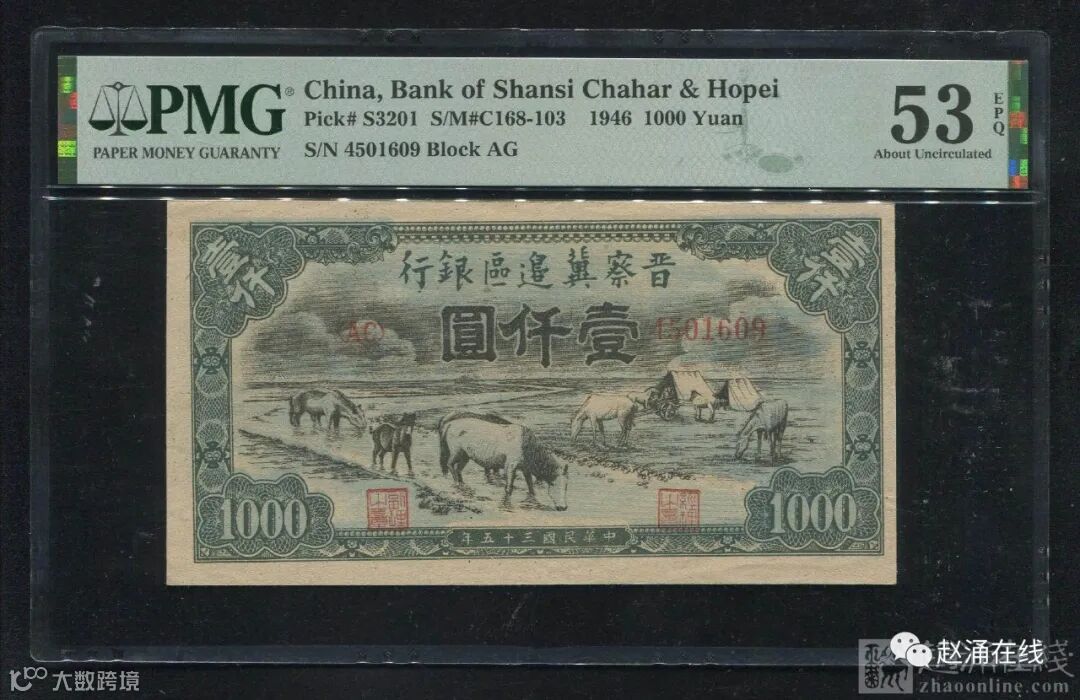 PMG®
PAPER MONEY GUARANTY
China, Bank of Shansi Chahar & Hopei
Pick# S3201 S/M#C168-103 1946 1000 Yuan
S/N 4501609 Block AG
53
EPQ
About Uncirculated
壹仟
行銀區邊冀察晋
壹仟
圓仟壹
4501609
1000
1000
年五十三國民華中
大数跨境
赵涌在线
zhaoonline.com